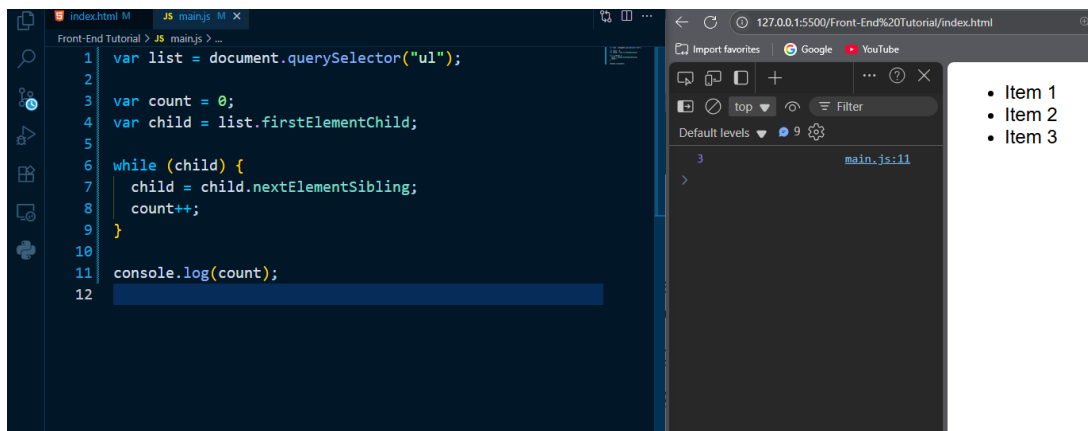 index.html M
JS main.js M
Front-End Tutorial > JS main.js > ...
1 var list = document.querySelector("ul");
2
3 var count = 0;
4 var child = list.firstElementChild;
5
6 while (child) {
7 child = child.nextElementSibling;
8 count++;
9 }
10
11 console.log(count);
12
127.0.0.1:5500/Front-End%20Tutorial/index.html
Import favorites
Google
YouTube
top
Filter
Default levels
9
3 main.js:11
>
• Item 1
• Item 2
• Item 3